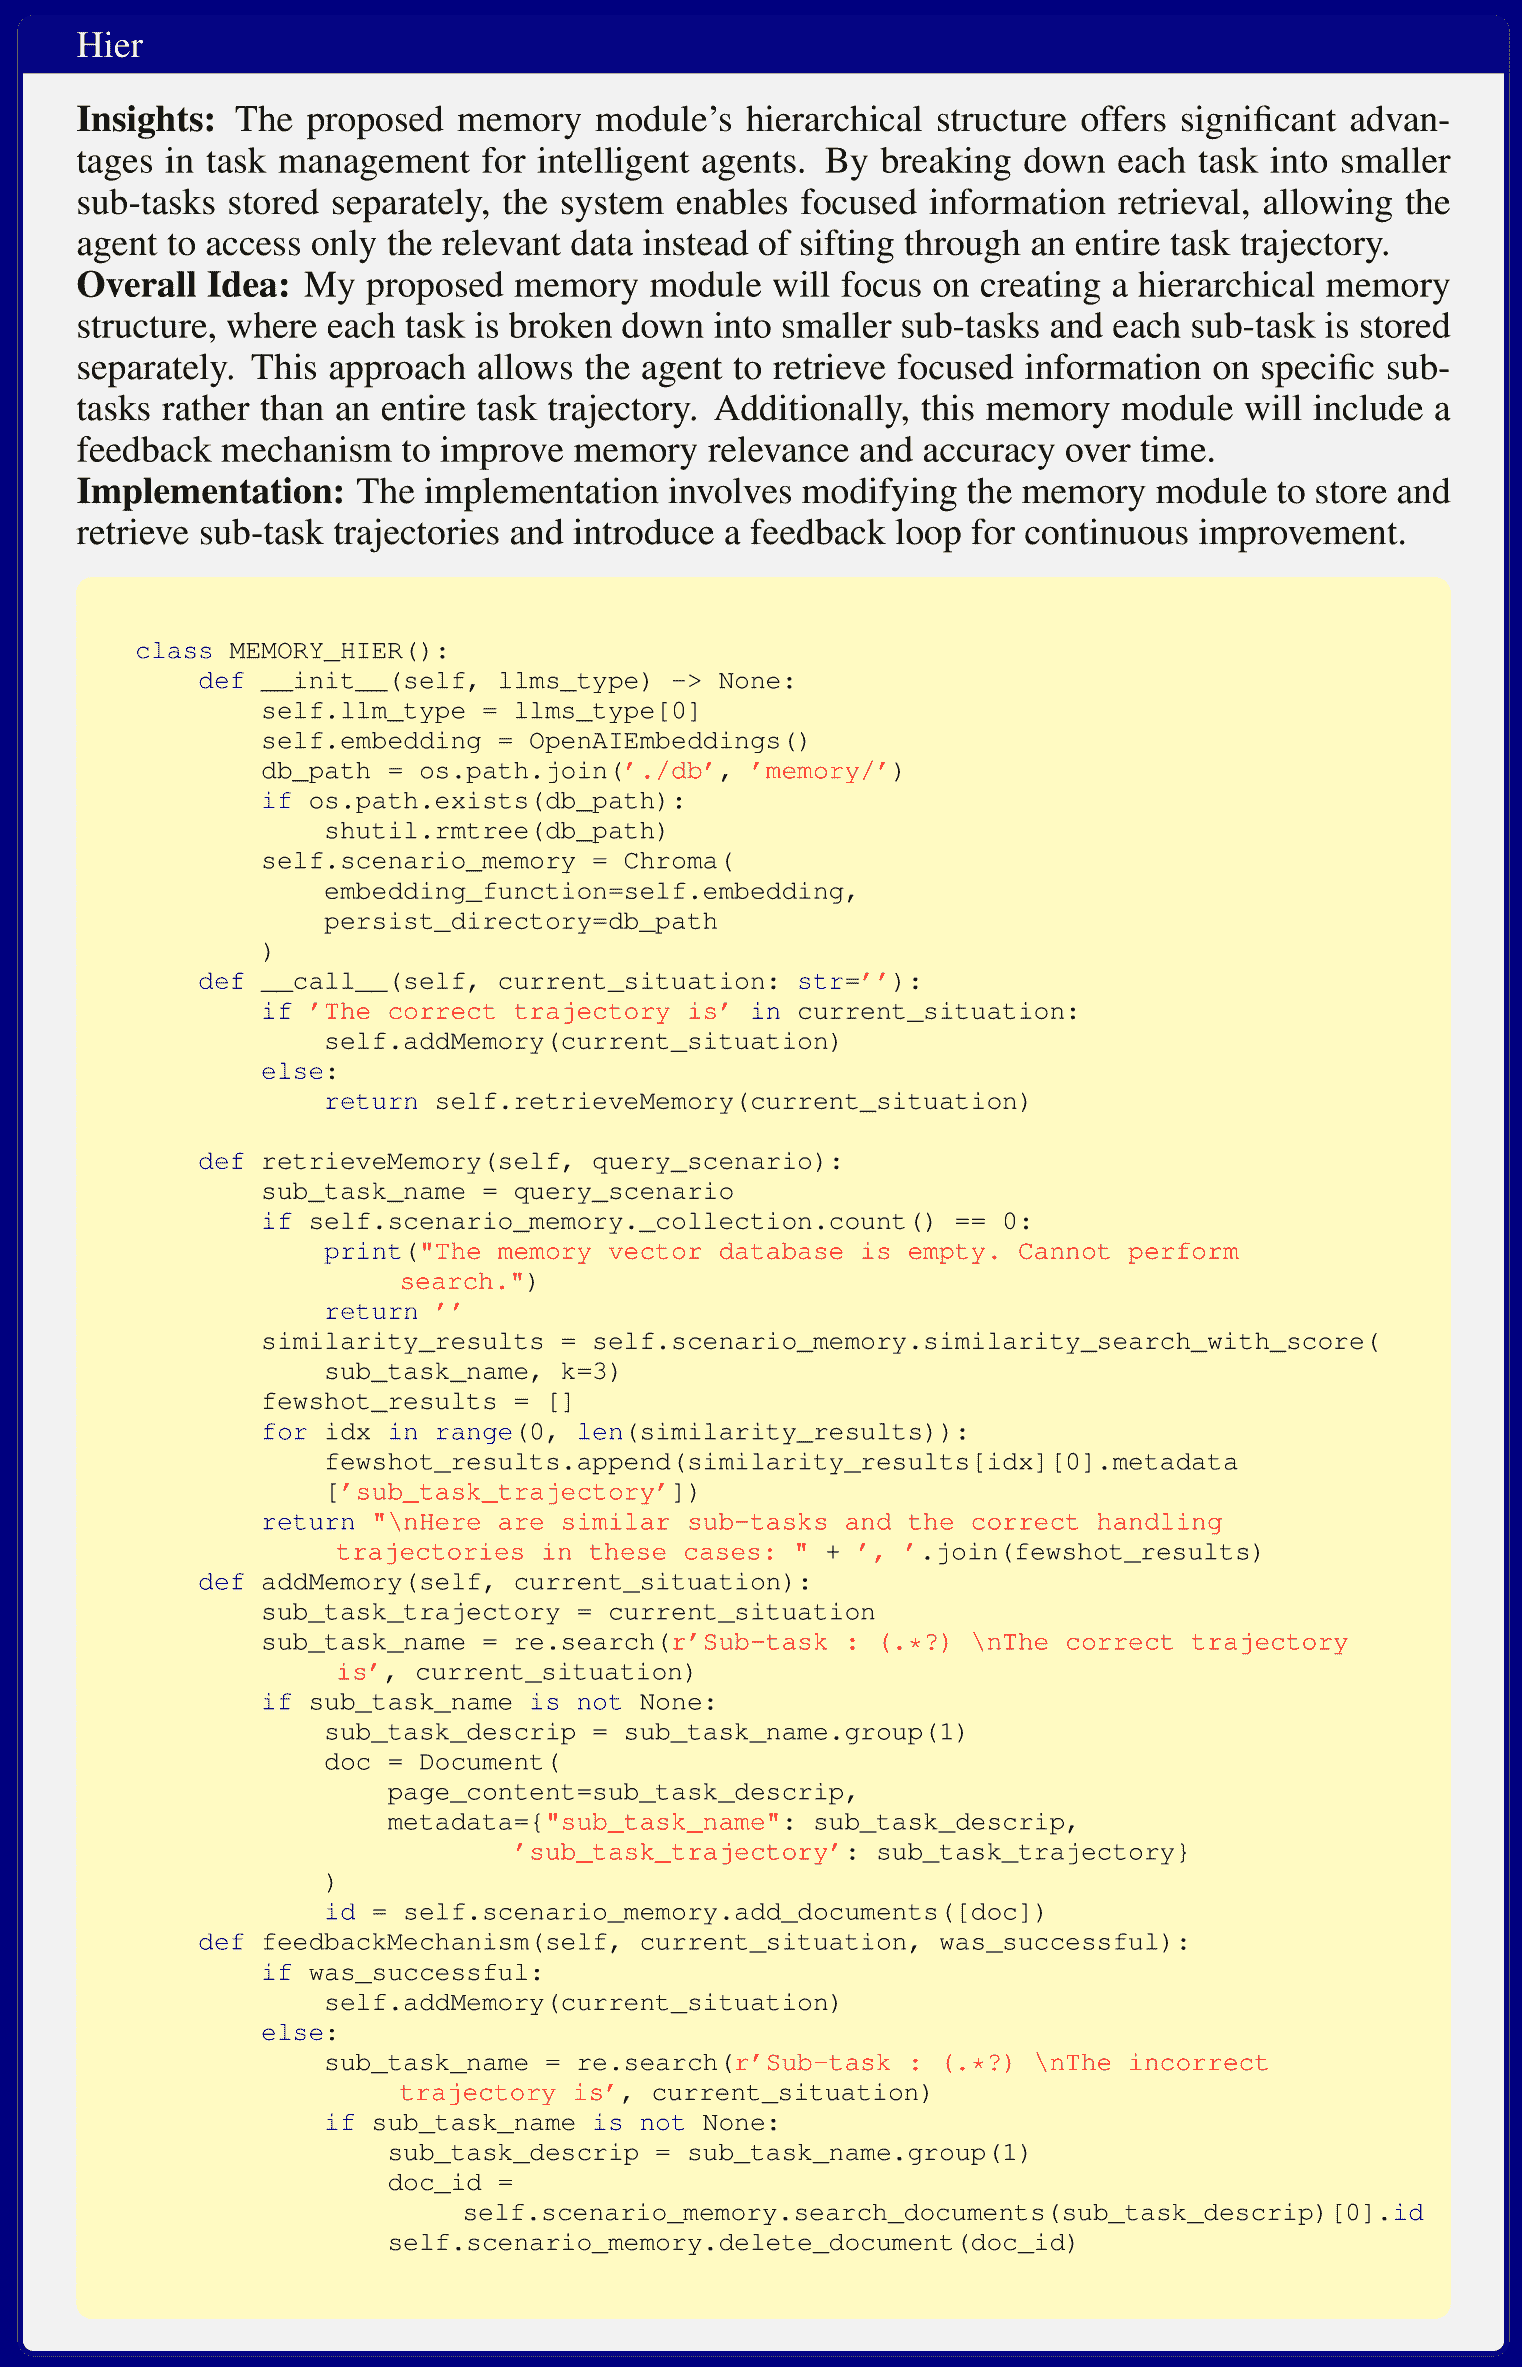 Hier
Insights: The proposed memory module's hierarchical structure offers significant advan-
tages in task management for intelligent agents. By breaking down each task into smaller
sub-tasks stored separately, the system enables focused information retrieval, allowing the
agent to access only the relevant data instead of sifting through an entire task trajectory.
Overall Idea: My proposed memory module will focus on creating a hierarchical memory
structure, where each task is broken down into smaller sub-tasks and each sub-task is stored
separately. This approach allows the agent to retrieve focused information on specific sub-
tasks rather than an entire task trajectory. Additionally, this memory module will include a
feedback mechanism to improve memory relevance and accuracy over time.
Implementation: The implementation involves modifying the memory module to store and
retrieve sub-task trajectories and introduce a feedback loop for continuous improvement.
class MEMORY_HIER():
    def __init__(self, llms_type) -> None:
        self.llm_type = llms_type[0]
        self.embedding = OpenAIEmbeddings()
        db_path = os.path.join('./db', 'memory/')
        if os.path.exists(db_path):
            shutil.rmtree(db_path)
        self.scenario_memory = Chroma(
            embedding_function=self.embedding,
            persist_directory=db_path
        )
    def __call__(self, current_situation: str=''):
        if 'The correct trajectory is' in current_situation:
            self.addMemory(current_situation)
        else:
            return self.retrieveMemory(current_situation)
    def retrieveMemory(self, query_scenario):
        sub_task_name = query_scenario
        if self.scenario_memory._collection.count() == 0:
            print("The memory vector database is empty. Cannot perform
                search.")
            return ''
        similarity_results = self.scenario_memory.similarity_search_with_score(
            sub_task_name, k=3)
        fewshot_results = []
        for idx in range(0, len(similarity_results)):
            fewshot_results.append(similarity_results[idx][0].metadata
            ['sub_task_trajectory'])
        return "\nHere are similar sub-tasks and the correct handling
            trajectories in these cases: " + ', '.join(fewshot_results)
    def addMemory(self, current_situation):
        sub_task_trajectory = current_situation
        sub_task_name = re.search(r'Sub-task : (.*?) \nThe correct trajectory
            is', current_situation)
        if sub_task_name is not None:
            sub_task_descrip = sub_task_name.group(1)
            doc = Document(
                page_content=sub_task_descrip,
                metadata={"sub_task_name": sub_task_descrip,
                        'sub_task_trajectory': sub_task_trajectory}
            )
            id = self.scenario_memory.add_documents([doc])
    def feedbackMechanism(self, current_situation, was_successful):
        if was_successful:
            self.addMemory(current_situation)
        else:
            sub_task_name = re.search(r'Sub-task : (.*?) \nThe incorrect
                trajectory is', current_situation)
            if sub_task_name is not None:
                sub_task_descrip = sub_task_name.group(1)
                doc_id =
                    self.scenario_memory.search_documents(sub_task_descrip)[0].id
                self.scenario_memory.delete_document(doc_id)